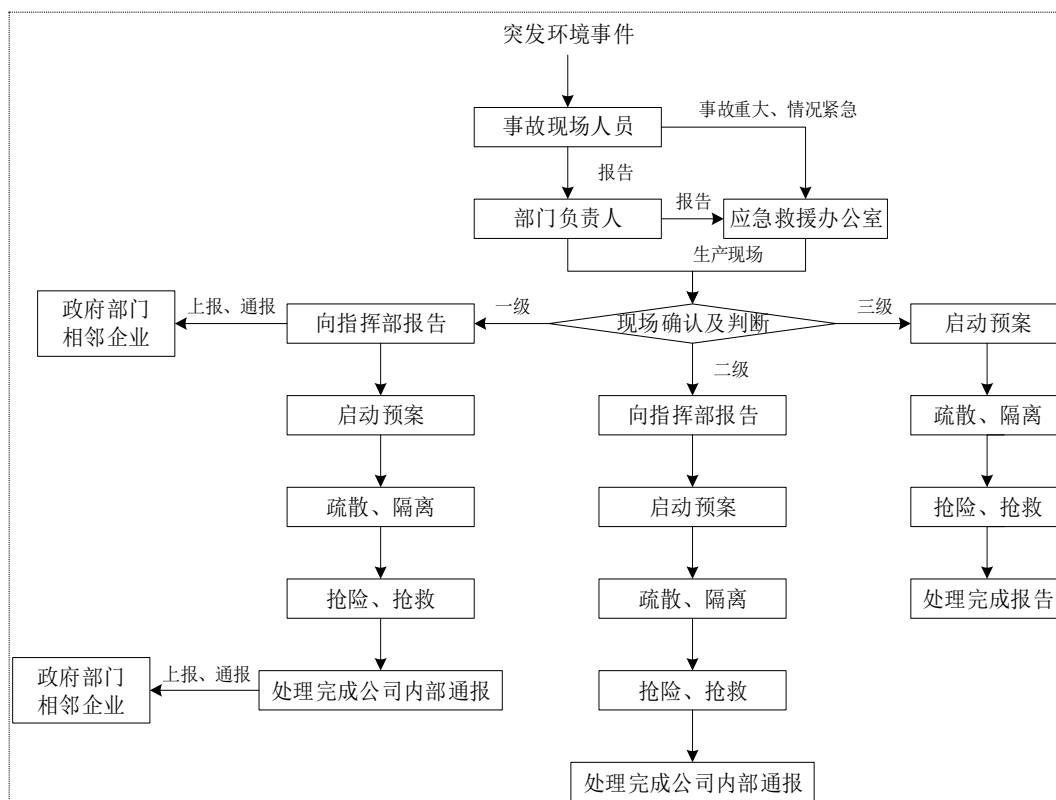 突发环境事件
事故现场人员
事故重大、情况紧急
报告
部门负责人
报告
应急救援办公室
生产现场
政府部门
相邻企业
上报、通报
向指挥部报告
一级
现场确认及判断
三级
启动预案
二级
启动预案
向指挥部报告
疏散、隔离
疏散、隔离
启动预案
抢险、抢救
抢险、抢救
疏散、隔离
处理完成报告
政府部门
相邻企业
上报、通报
处理完成公司内部通报
抢险、抢救
处理完成公司内部通报